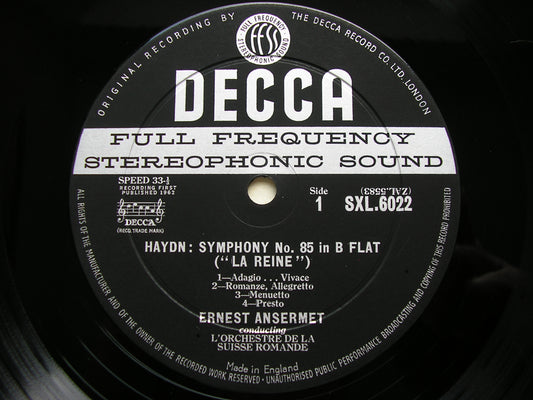 ORIGINAL RECORDING BY THE DECCA RECORD CO. LTD. LONDON
FULL FREQUENCY
FFSS
STEREOPHONIC SOUND
DECCA
FULL FREQUENCY
STEREOPHONIC SOUND
SPEED 33⅓
RECORDING FIRST
PUBLISHED 1962
DECCA
(REGD. TRADE MARK)
Side
1
(ZAL.5583)
SXL.6022
HAYDN: SYMPHONY No. 85 in B FLAT
("LA REINE")
1—Adagio . . . Vivace
2—Romanze, Allegretto
3—Menuetto
4—Presto
ERNEST ANSERMET
conducting
L'ORCHESTRE DE LA
SUISSE ROMANDE
Made in England
ALL RIGHTS OF THE MANUFACTURER AND OF THE OWNER OF THE RECORDED WORK RESERVED · UNAUTHORISED PUBLIC PERFORMANCE, BROADCASTING AND COPYING OF THIS RECORD PROHIBITED